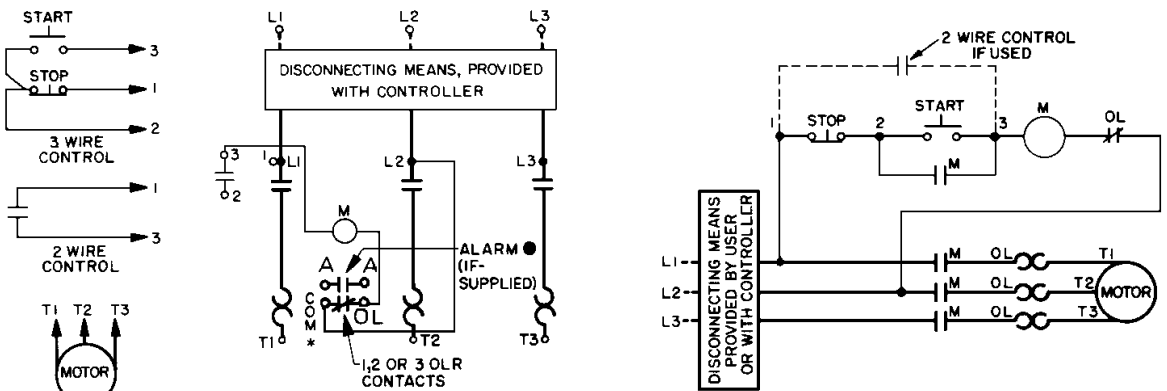 START
3
STOP
1
2
3 WIRE
CONTROL
1
3
2 WIRE
CONTROL
T1 T2 T3
MOTOR
L1 L2 L3
DISCONNECTING MEANS, PROVIDED
WITH CONTROLLER
3
2
1 L1
L2
L3
M
ALARM
(IF-
SUPPLIED)
A A
COM
*
OL
T1
T2
T3
1,2 OR 3 OLR
CONTACTS
2 WIRE CONTROL
IF USED
1
STOP
2
START
3
M
OL
M
DISCONNECTING MEANS
PROVIDED BY USER
OR WITH CONTROLLER
L1
L2
L3
M OL T1
M OL T2
M OL T3
MOTOR